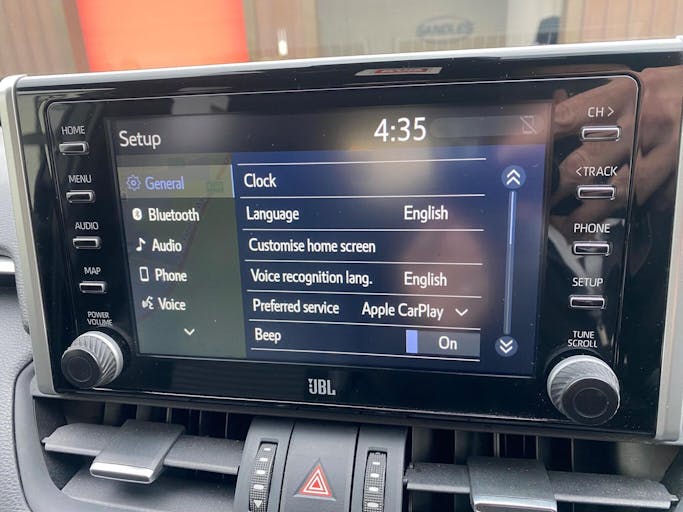 SANDLES
Setup
4:35
HOME
MENU
AUDIO
MAP
POWER
VOLUME
General
Bluetooth
Audio
Phone
Voice
Clock
Language English
Customise home screen
Voice recognition lang. English
Preferred service Apple CarPlay
Beep On
CH >
< TRACK
PHONE
SETUP
TUNE
SCROLL
JBL